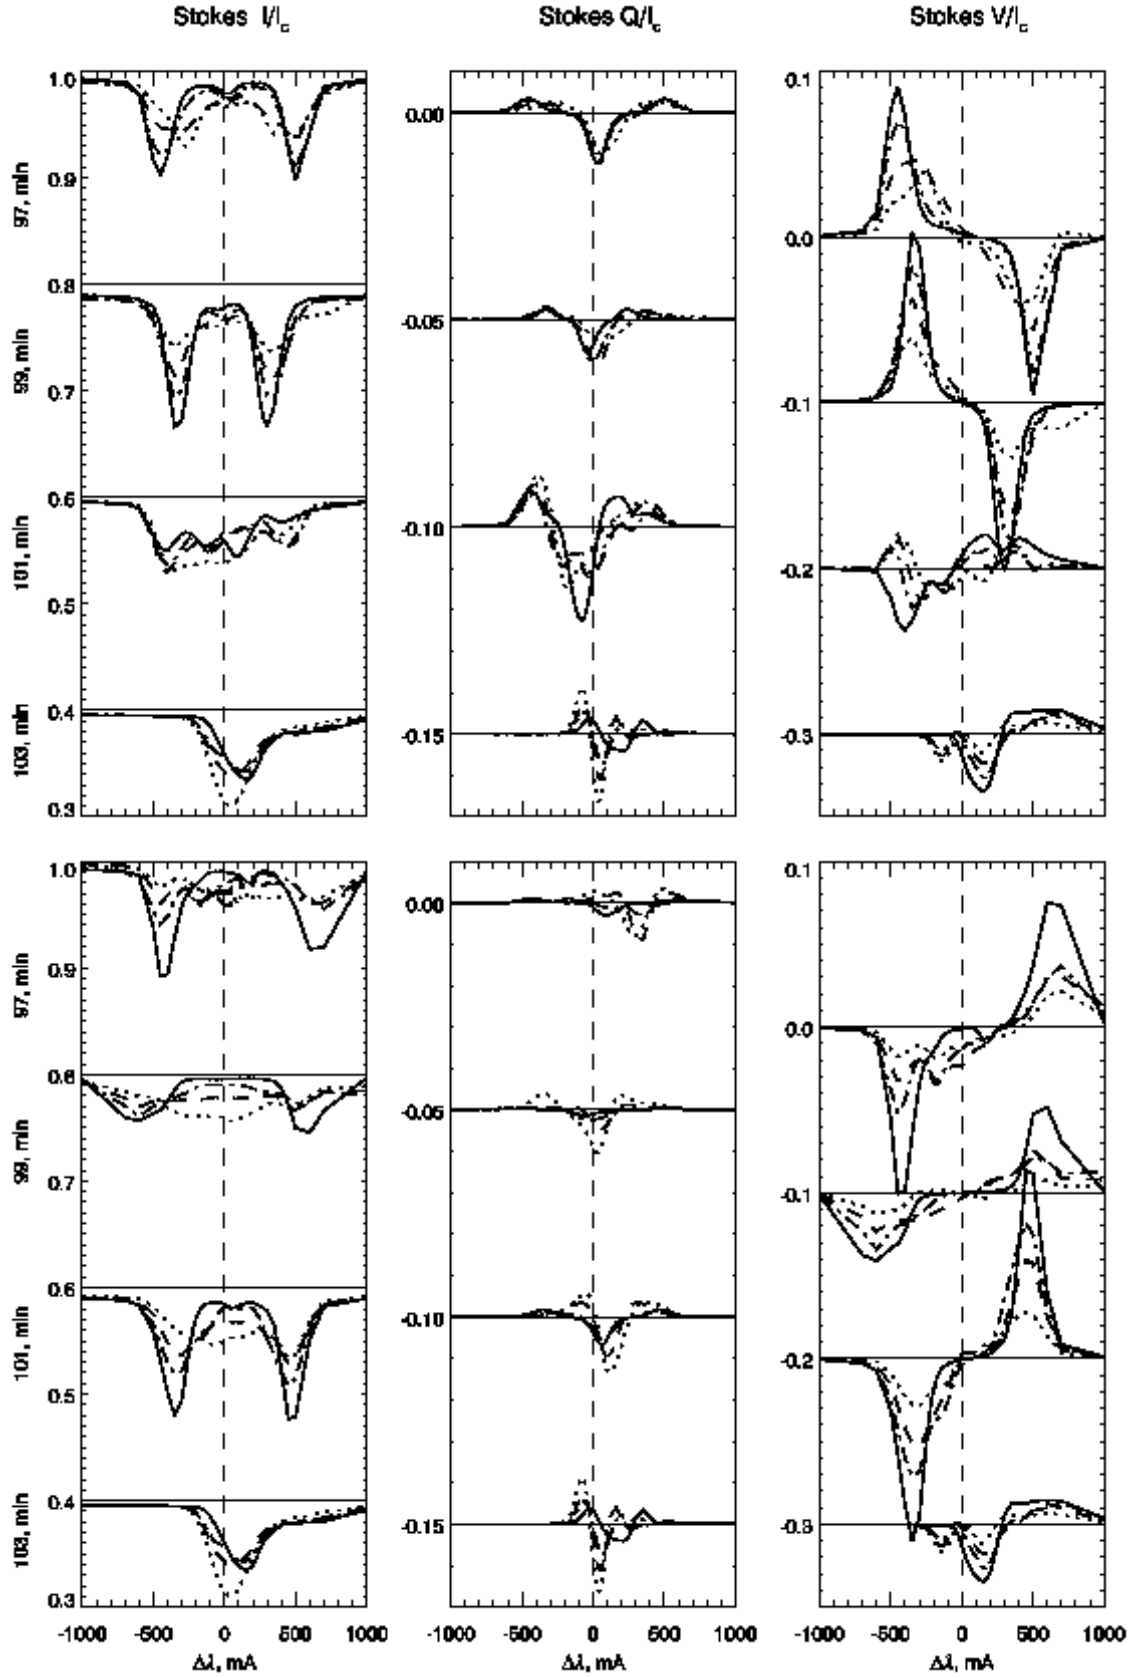 Stokes I/Ic Stokes Q/Ic Stokes V/Ic
1.0
0.9
0.8
0.7
0.6
0.5
0.4
0.3
97, min
99, min
101, min
103, min
0.00
-0.05
-0.10
-0.15
0.1
0.0
-0.1
-0.2
-0.3
1.0
0.9
0.8
0.7
0.6
0.5
0.4
0.3
97, min
99, min
101, min
103, min
0.00
-0.05
-0.10
-0.15
0.1
0.0
-0.1
-0.2
-0.3
-1000 -500 0 500 1000
-1000 -500 0 500 1000
-1000 -500 0 500 1000
Δλ, mA Δλ, mA Δλ, mA